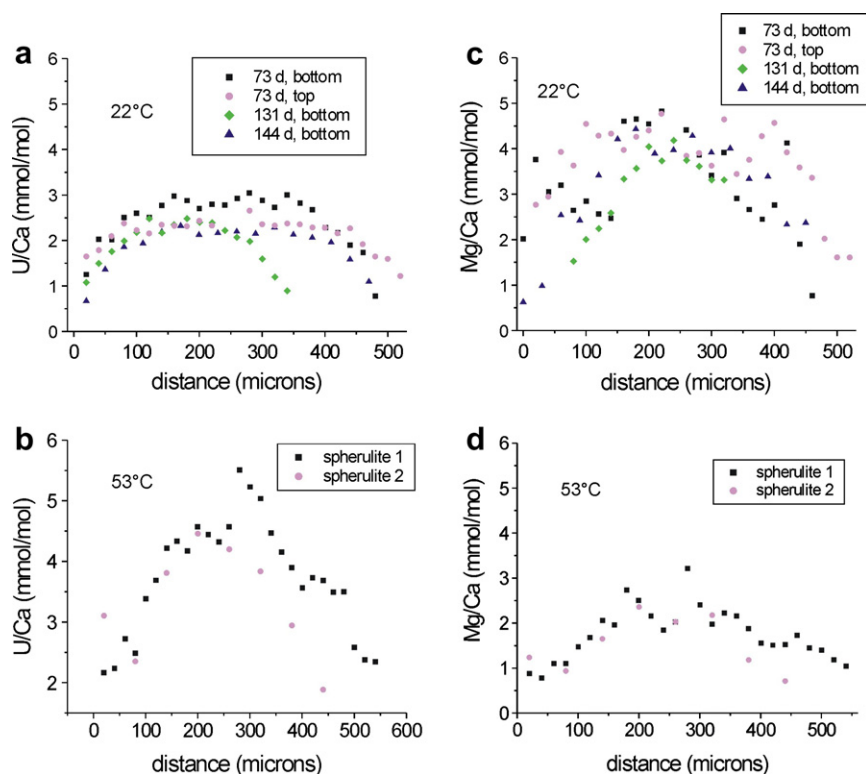 a
73 d, bottom
73 d, top
131 d, bottom
144 d, bottom
22°C
U/Ca (mmol/mol)
6
5
4
3
2
1
0
0 100 200 300 400 500
distance (microns)
c
73 d, bottom
73 d, top
131 d, bottom
144 d, bottom
22°C
Mg/Ca (mmol/mol)
6
5
4
3
2
1
0
0 100 200 300 400 500
distance (microns)
b
spherulite 1
spherulite 2
53°C
U/Ca (mmol/mol)
6
5
4
3
2
0 100 200 300 400 500 600
distance (microns)
d
spherulite 1
spherulite 2
53°C
Mg/Ca (mmol/mol)
6
5
4
3
2
1
0
0 100 200 300 400 500
distance (microns)